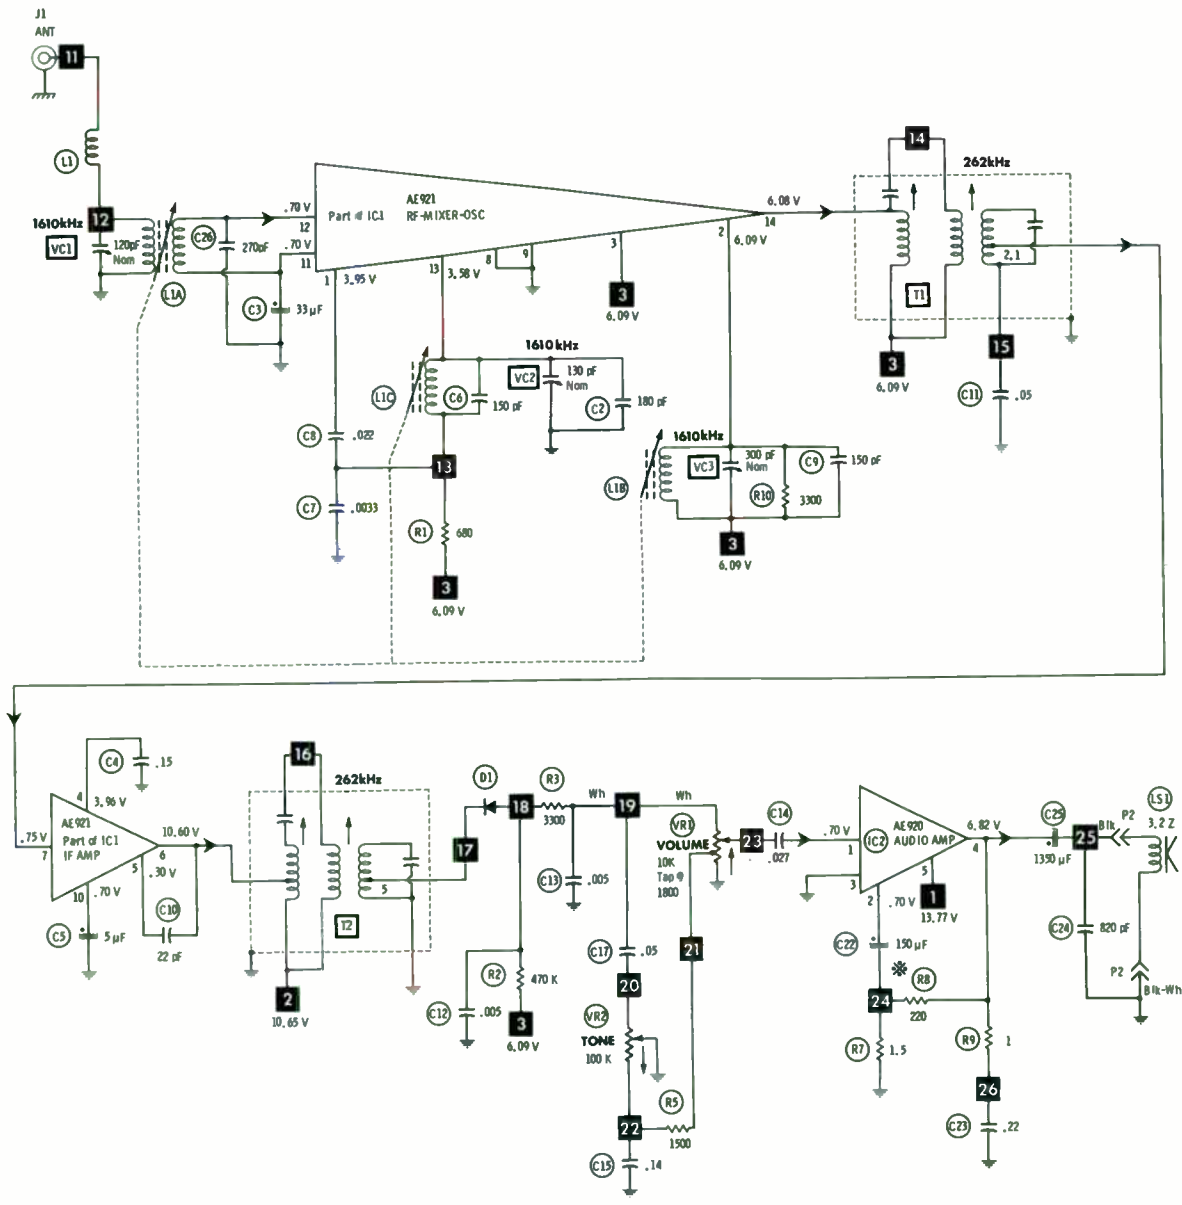 J1
ANT
11
L1
12
1610kHz
VC1
120pF
Nom
L1A
C26
270pF
C3
33 μF
.70 V
12
.70 V
11
Part of IC1
AE921
RF-MIXER-OSC
1
3.95 V
13
3.58 V
8
9
3
2
6.09 V
14
6.08 V
3
6.09 V
14
262kHz
2.1
T1
3
6.09 V
15
C11
.05
1610kHz
L1C
C6
150 pF
VC2
130 pF
Nom
C2
180 pF
C8
.022
13
C7
.0033
R1
680
3
6.09 V
1610kHz
L1B
VC3
300 pF
Nom
R10
3300
C9
150 pF
3
6.09 V
C4
.15
4
3.96 V
.75 V
7
AE921
Part of IC1
IF AMP
10.60 V
6
5
.30 V
10
.70 V
C10
22 pF
C5
5 μF
16
262kHz
5
T2
2
10.65 V
17
D1
18
R3
3300
Wh
19
Wh
C13
.005
R2
470 K
C12
.005
3
6.09 V
C17
.05
20
VR2
TONE
100 K
22
R5
1500
C15
.14
VR1
VOLUME
10K
Tap @
1800
21
23
C14
.027
.70 V
1
3
IC2
AE920
AUDIO AMP
6.82 V
4
5
2
.70 V
1
13.77 V
C22
150 μF
※
24
R8
220
R7
1.5
R9
1
26
C23
.22
C25
1350 μF
25
Blk
P2
LS1
3.2 Z
C24
820 pF
P2
Blk-Wh